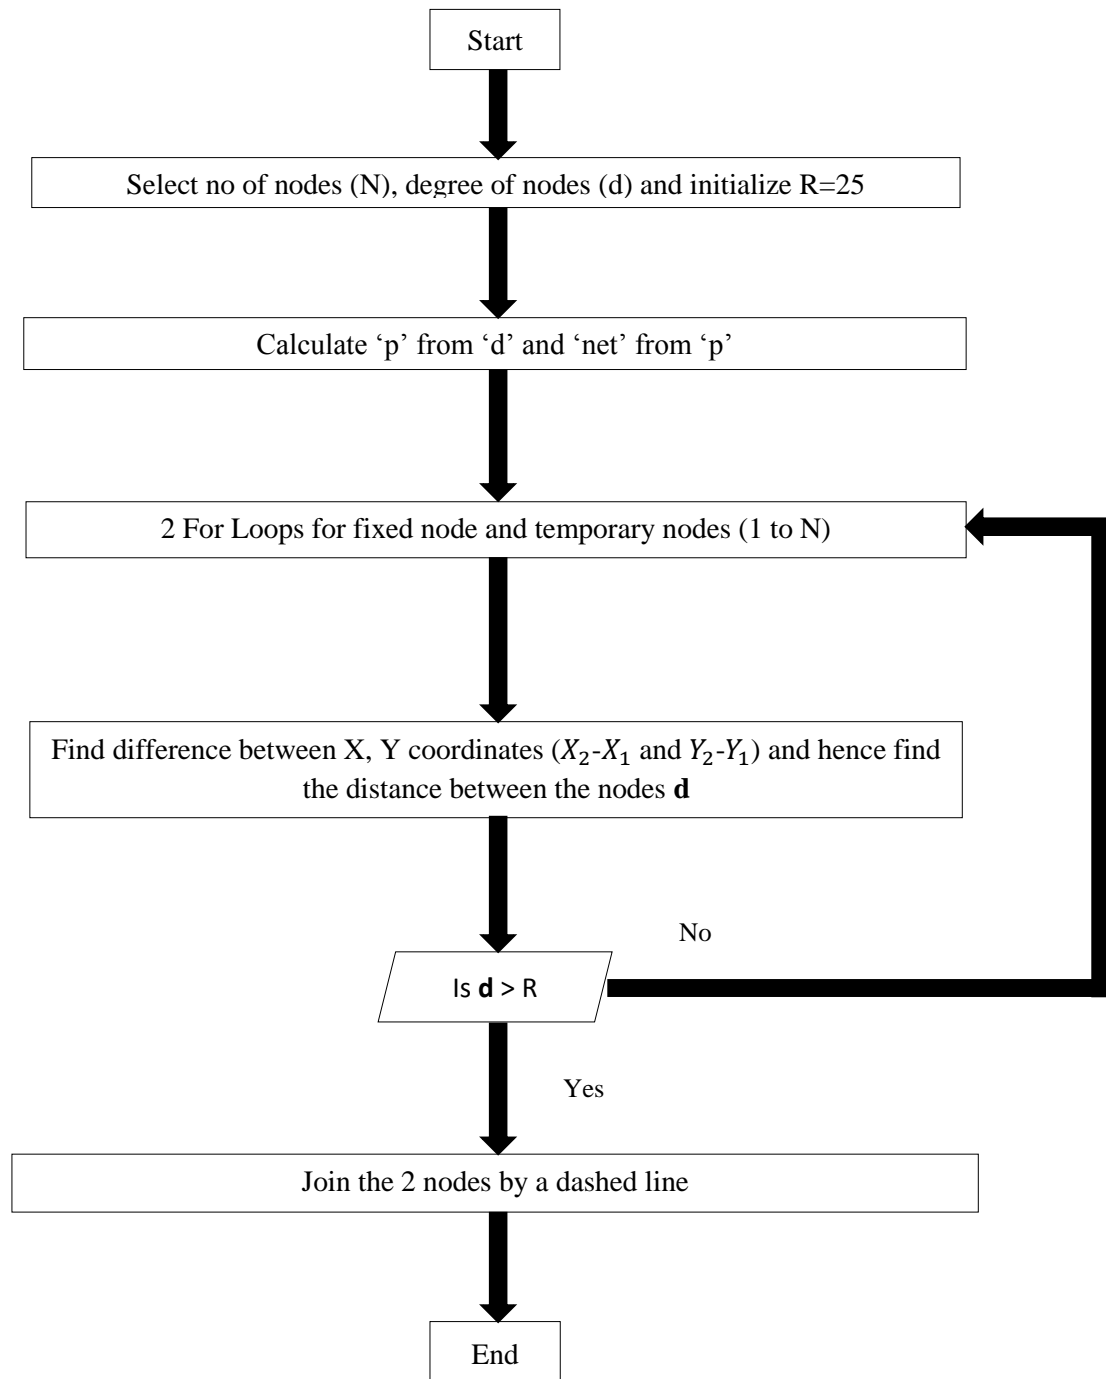 Start
Select no of nodes (N), degree of nodes (d) and initialize R=25
Calculate ‘p’ from ‘d’ and ‘net’ from ‘p’
2 For Loops for fixed node and temporary nodes (1 to N)
Find difference between X, Y coordinates (𝑋₂-𝑋₁ and 𝑌₂-𝑌₁) and hence find
the distance between the nodes d
No
Is d > R
Yes
Join the 2 nodes by a dashed line
End